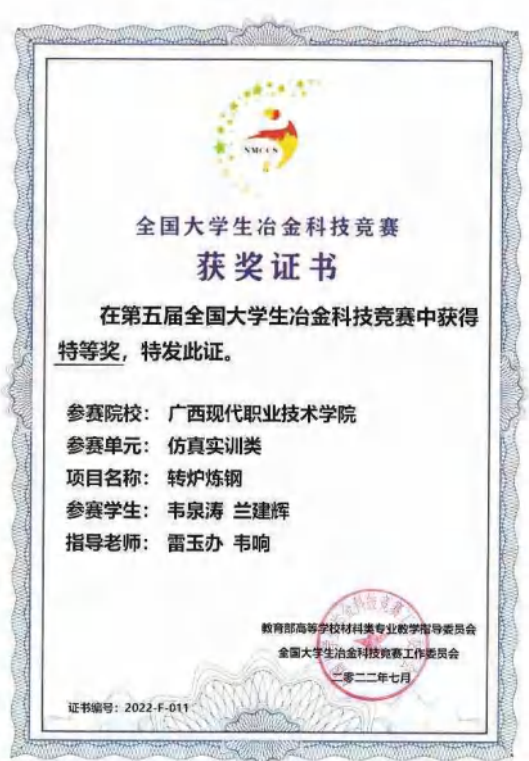 NMCCS
全国大学生冶金科技竞赛
获奖证书
在第五届全国大学生冶金科技竞赛中获得
特等奖，特发此证。
参赛院校： 广西现代职业技术学院
参赛单元： 仿真实训类
项目名称： 转炉炼钢
参赛学生： 韦泉涛 兰建辉
指导老师： 雷玉办 韦响
教育部高等学校材料类专业教学指导委员会
全国大学生冶金科技竞赛工作委员会
二零二二年七月
证书编号：2022-F-011